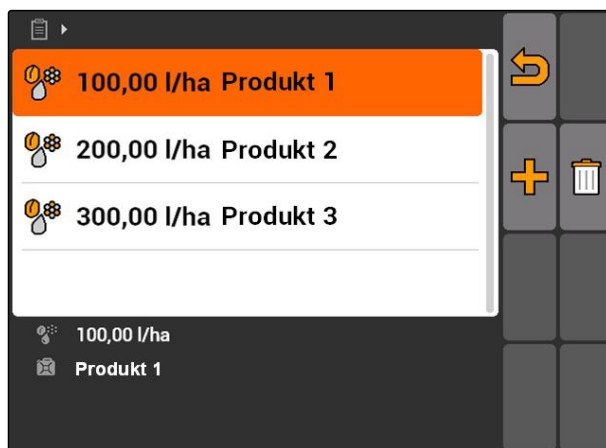 100,00 l/ha Produkt 1
200,00 l/ha Produkt 2
300,00 l/ha Produkt 3
100,00 l/ha
Produkt 1